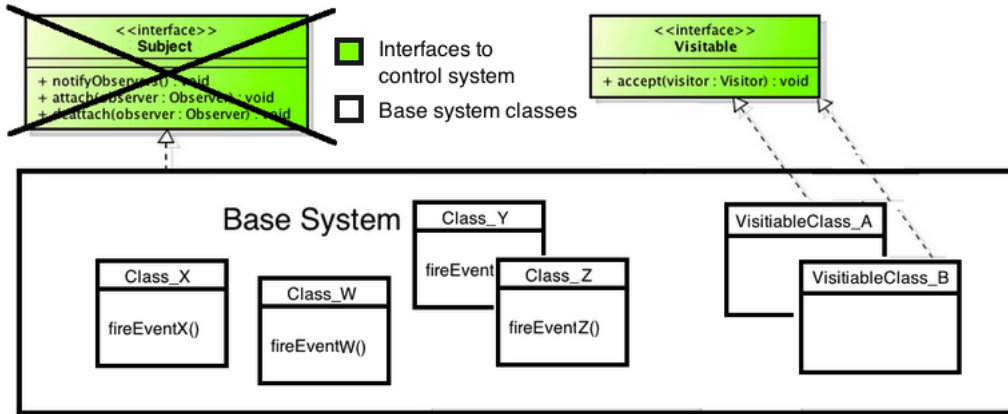 <<interface>>
Subject
+ notifyObservers() : void
+ attach(observer : Observer) : void
+ deattach(observer : Observer) : void
Interfaces to
control system
Base system classes
<<interface>>
Visitable
+ accept(visitor : Visitor) : void
Base System
Class_X
fireEventX()
Class_W
fireEventW()
Class_Y
fireEvent
Class_Z
fireEventZ()
VisitiableClass_A
VisitiableClass_B